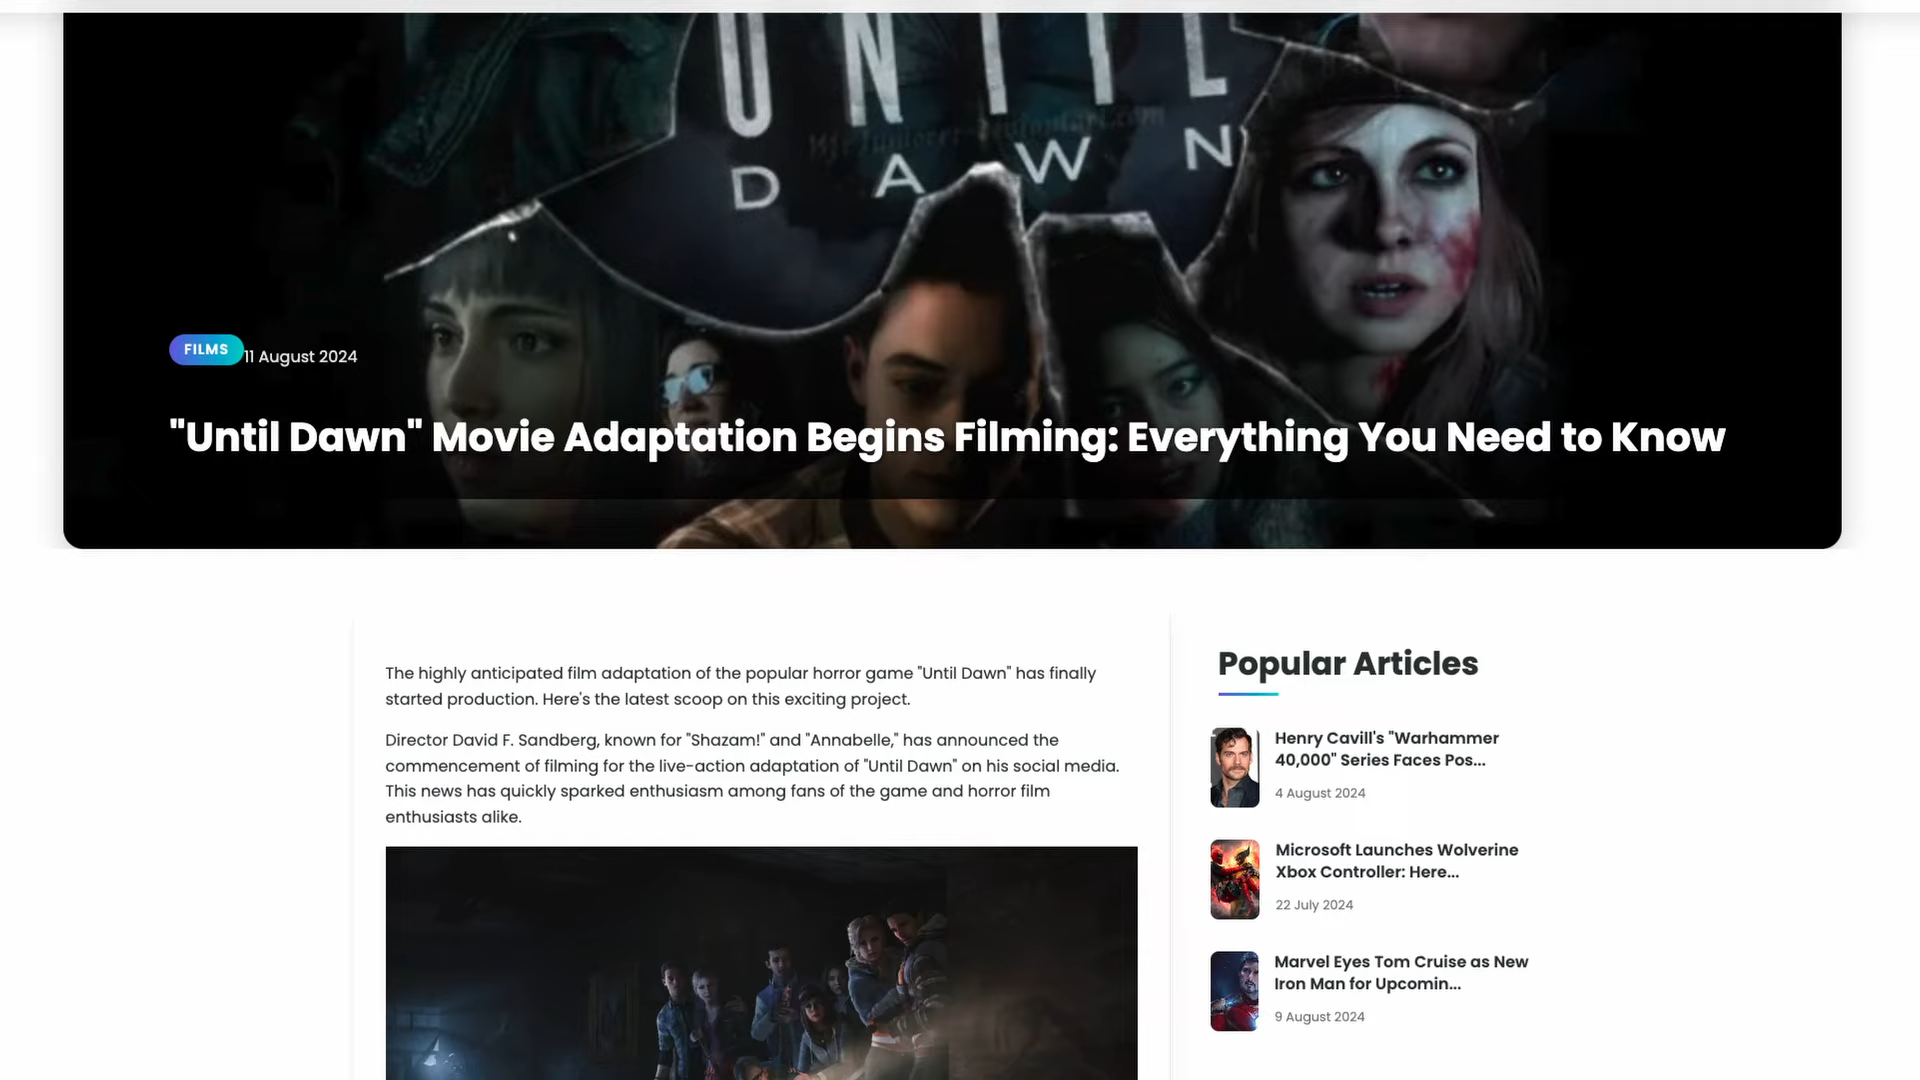 UNTIL
DAWN
FILMS
11 August 2024
"Until Dawn" Movie Adaptation Begins Filming: Everything You Need to Know
The highly anticipated film adaptation of the popular horror game "Until Dawn" has finally
started production. Here's the latest scoop on this exciting project.
Director David F. Sandberg, known for "Shazam!" and "Annabelle," has announced the
commencement of filming for the live-action adaptation of "Until Dawn" on his social media.
This news has quickly sparked enthusiasm among fans of the game and horror film
enthusiasts alike.
Popular Articles
Henry Cavill's "Warhammer
40,000" Series Faces Pos...
4 August 2024
Microsoft Launches Wolverine
Xbox Controller: Here...
22 July 2024
Marvel Eyes Tom Cruise as New
Iron Man for Upcomin...
9 August 2024